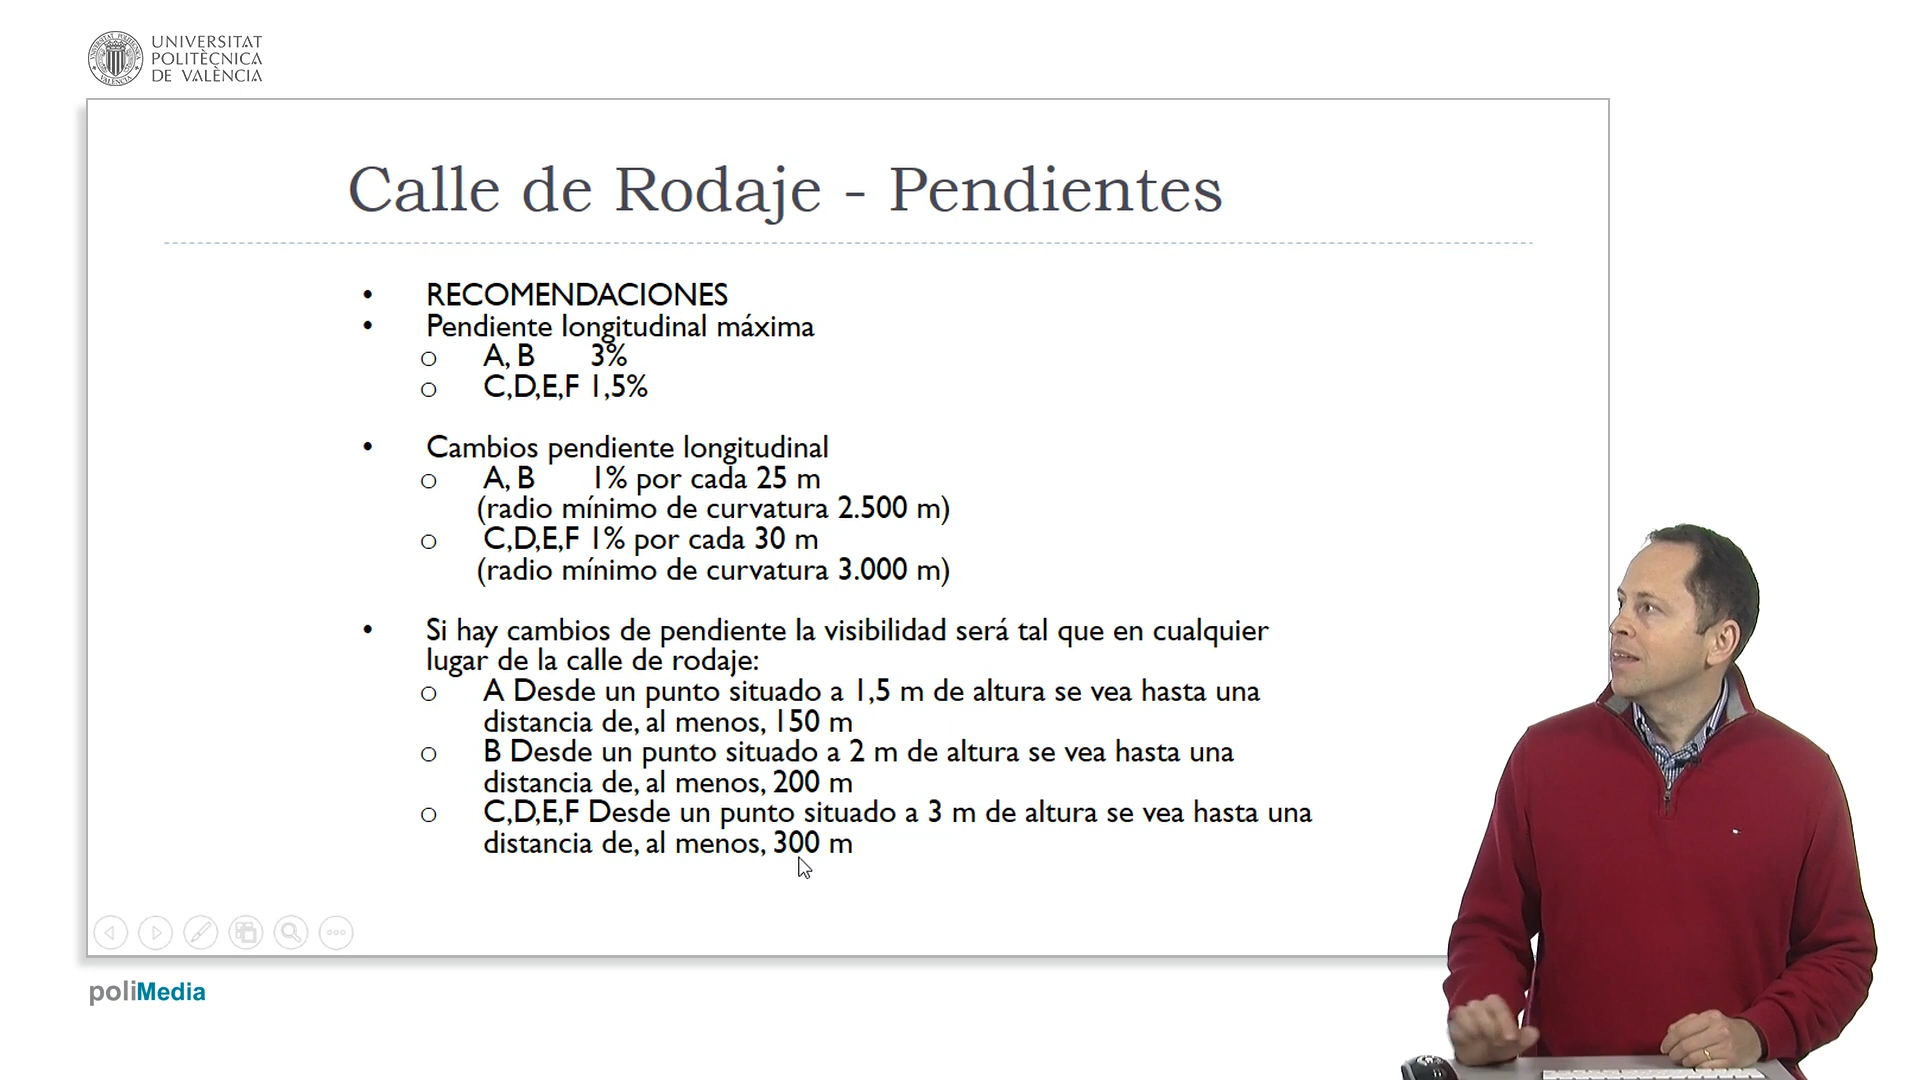 UNIVERSITAT
POLITÈCNICA
DE VALÈNCIA
Calle de Rodaje - Pendientes
• RECOMENDACIONES
• Pendiente longitudinal máxima
o A, B 3%
o C,D,E,F 1,5%
• Cambios pendiente longitudinal
o A, B 1% por cada 25 m
(radio mínimo de curvatura 2.500 m)
o C,D,E,F 1% por cada 30 m
(radio mínimo de curvatura 3.000 m)
• Si hay cambios de pendiente la visibilidad será tal que en cualquier
lugar de la calle de rodaje:
o A Desde un punto situado a 1,5 m de altura se vea hasta una
distancia de, al menos, 150 m
o B Desde un punto situado a 2 m de altura se vea hasta una
distancia de, al menos, 200 m
o C,D,E,F Desde un punto situado a 3 m de altura se vea hasta una
distancia de, al menos, 300 m
poliMedia